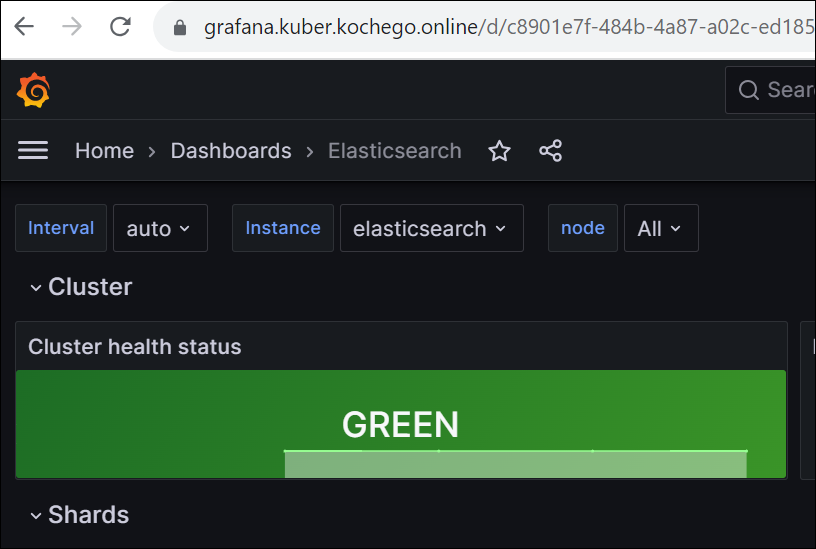 grafana.kuber.kochego.online/d/c8901e7f-484b-4a87-a02c-ed185
Sear
Home > Dashboards > Elasticsearch
Interval auto Instance elasticsearch node All
Cluster
Cluster health status
GREEN
Shards